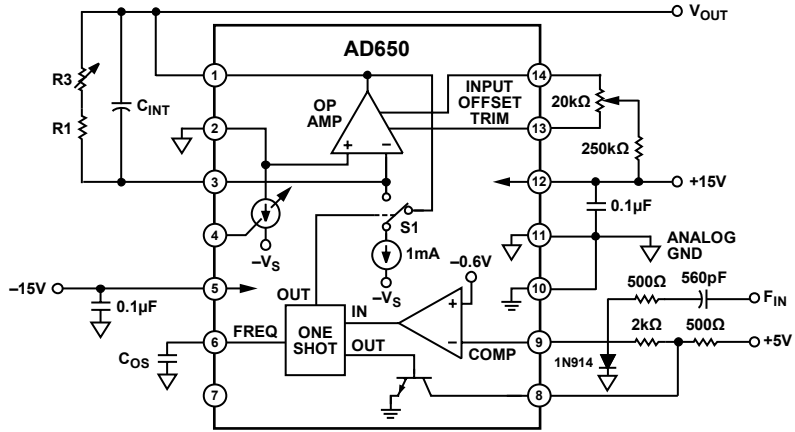 V_OUT
AD650
1
14
R3
C_INT
OP
AMP
INPUT
OFFSET
TRIM
20kΩ
R1
2
+
–
13
250kΩ
3
12
+15V
S1
0.1µF
4
–V_S
1mA
11
ANALOG
GND
–0.6V
560pF
500Ω
–15V
5
–V_S
10
F_IN
0.1µF
OUT
IN
+
2kΩ
500Ω
+5V
6
FREQ
ONE
SHOT
–
COMP
9
C_OS
OUT
1N914
7
8